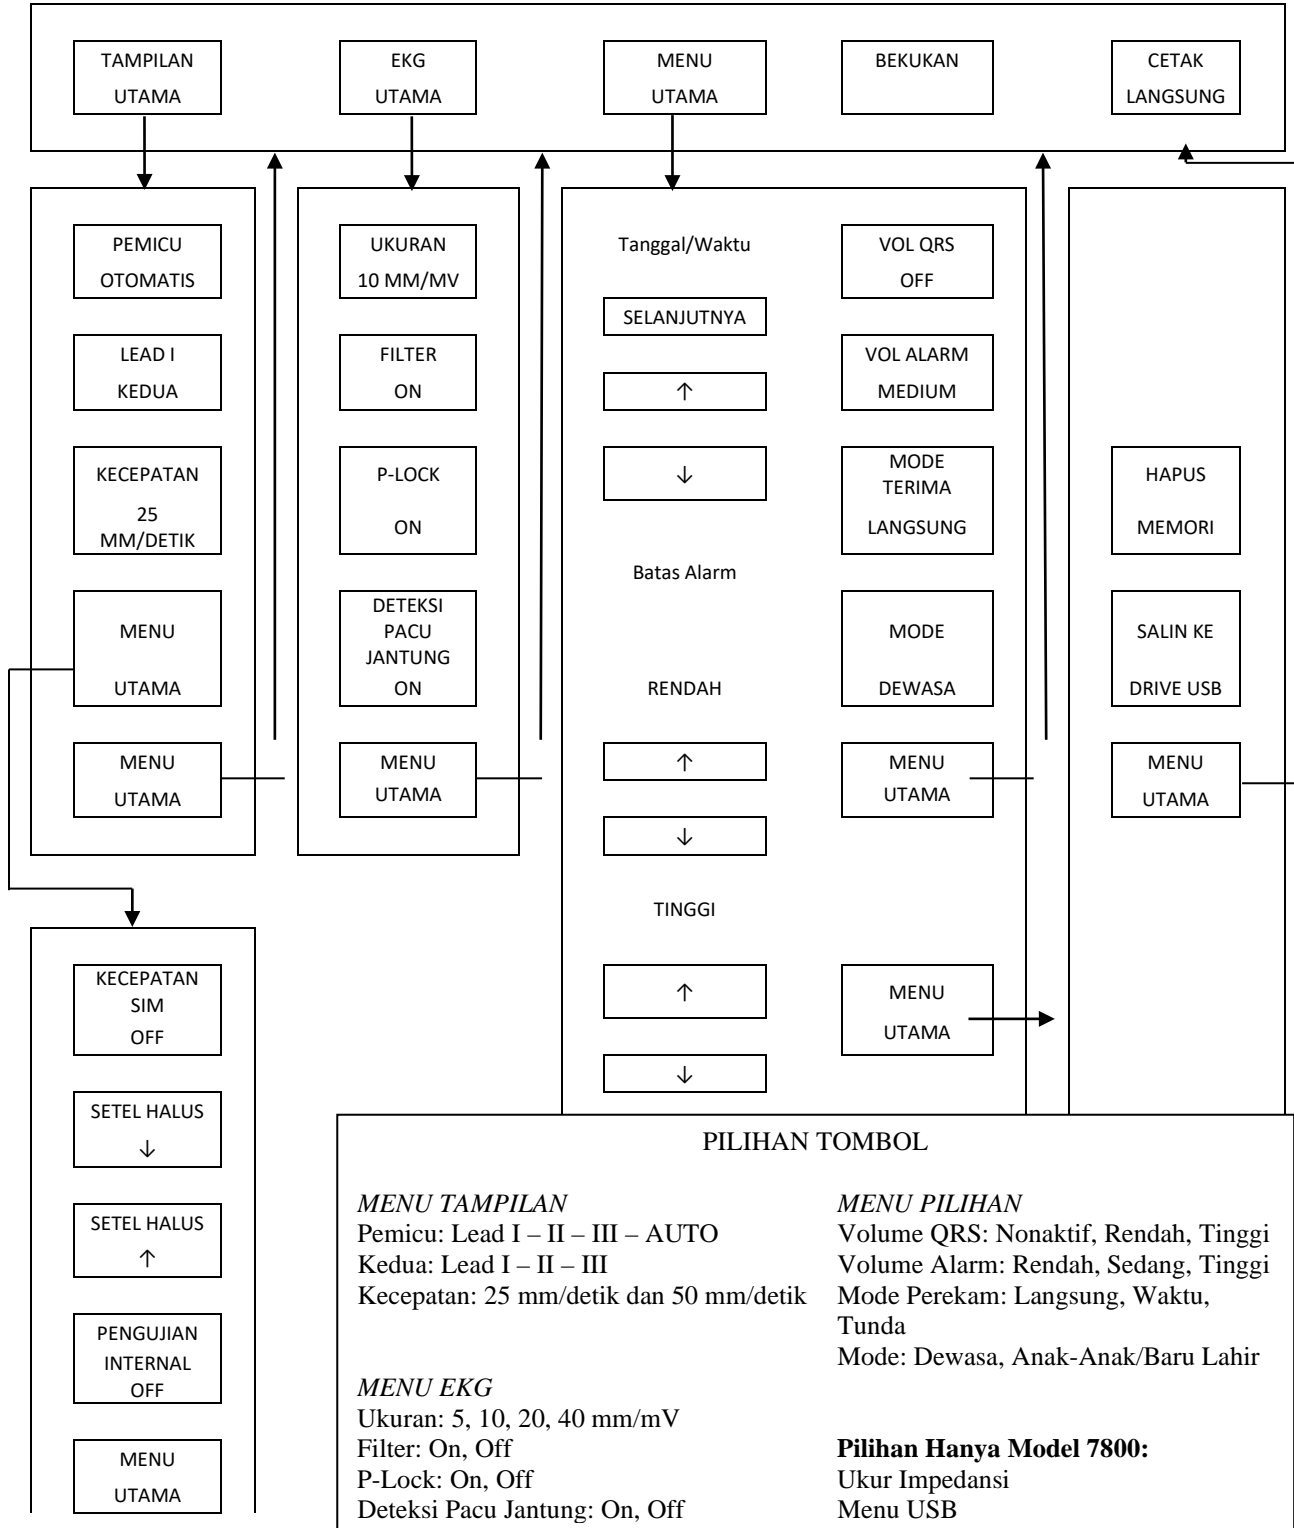 TAMPILAN
UTAMA
EKG
UTAMA
MENU
UTAMA
BEKUKAN
CETAK
LANGSUNG
PEMICU
OTOMATIS
LEAD I
KEDUA
KECEPATAN
25
MM/DETIK
MENU
UTAMA
MENU
UTAMA
UKURAN
10 MM/MV
FILTER
ON
P-LOCK
ON
DETEKSI
PACU
JANTUNG
ON
MENU
UTAMA
Tanggal/Waktu
SELANJUTNYA
↑
↓
Batas Alarm
RENDAH
↑
↓
TINGGI
↑
↓
VOL QRS
OFF
VOL ALARM
MEDIUM
MODE
TERIMA
LANGSUNG
MODE
DEWASA
MENU
UTAMA
MENU
UTAMA
HAPUS
MEMORI
SALIN KE
DRIVE USB
MENU
UTAMA
KECEPATAN
SIM
OFF
SETEL HALUS
↓
SETEL HALUS
↑
PENGUJIAN
INTERNAL
OFF
MENU
UTAMA
PILIHAN TOMBOL
MENU TAMPILAN
Pemicu: Lead I – II – III – AUTO
Kedua: Lead I – II – III
Kecepatan: 25 mm/detik dan 50 mm/detik
MENU EKG
Ukuran: 5, 10, 20, 40 mm/mV
Filter: On, Off
P-Lock: On, Off
Deteksi Pacu Jantung: On, Off
MENU PILIHAN
Volume QRS: Nonaktif, Rendah, Tinggi
Volume Alarm: Rendah, Sedang, Tinggi
Mode Perekam: Langsung, Waktu,
Tunda
Mode: Dewasa, Anak-Anak/Baru Lahir
Pilihan Hanya Model 7800:
Ukur Impedansi
Menu USB